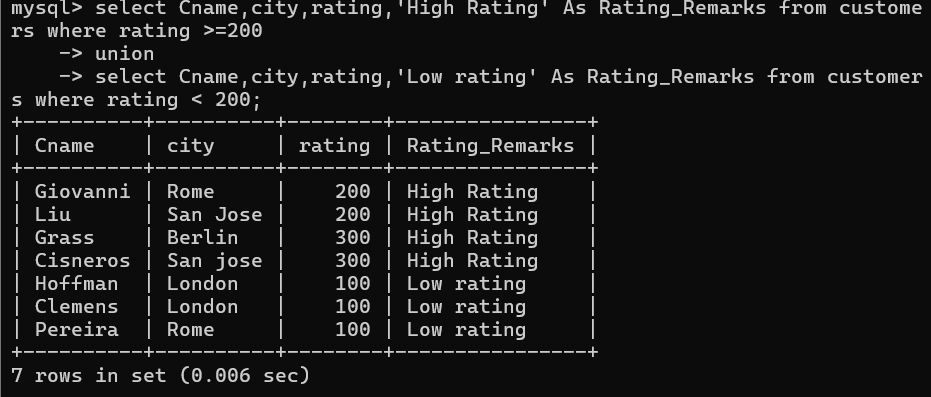 mysql> select Cname,city,rating,'High Rating' As Rating_Remarks from custome
rs where rating >=200
    -> union
    -> select Cname,city,rating,'Low rating' As Rating_Remarks from customer
s where rating < 200;
+----------+----------+--------+----------------+
| Cname    | city     | rating | Rating_Remarks |
+----------+----------+--------+----------------+
| Giovanni | Rome     |    200 | High Rating    |
| Liu      | San Jose |    200 | High Rating    |
| Grass    | Berlin   |    300 | High Rating    |
| Cisneros | San jose |    300 | High Rating    |
| Hoffman  | London   |    100 | Low rating     |
| Clemens  | London   |    100 | Low rating     |
| Pereira  | Rome     |    100 | Low rating     |
+----------+----------+--------+----------------+
7 rows in set (0.006 sec)